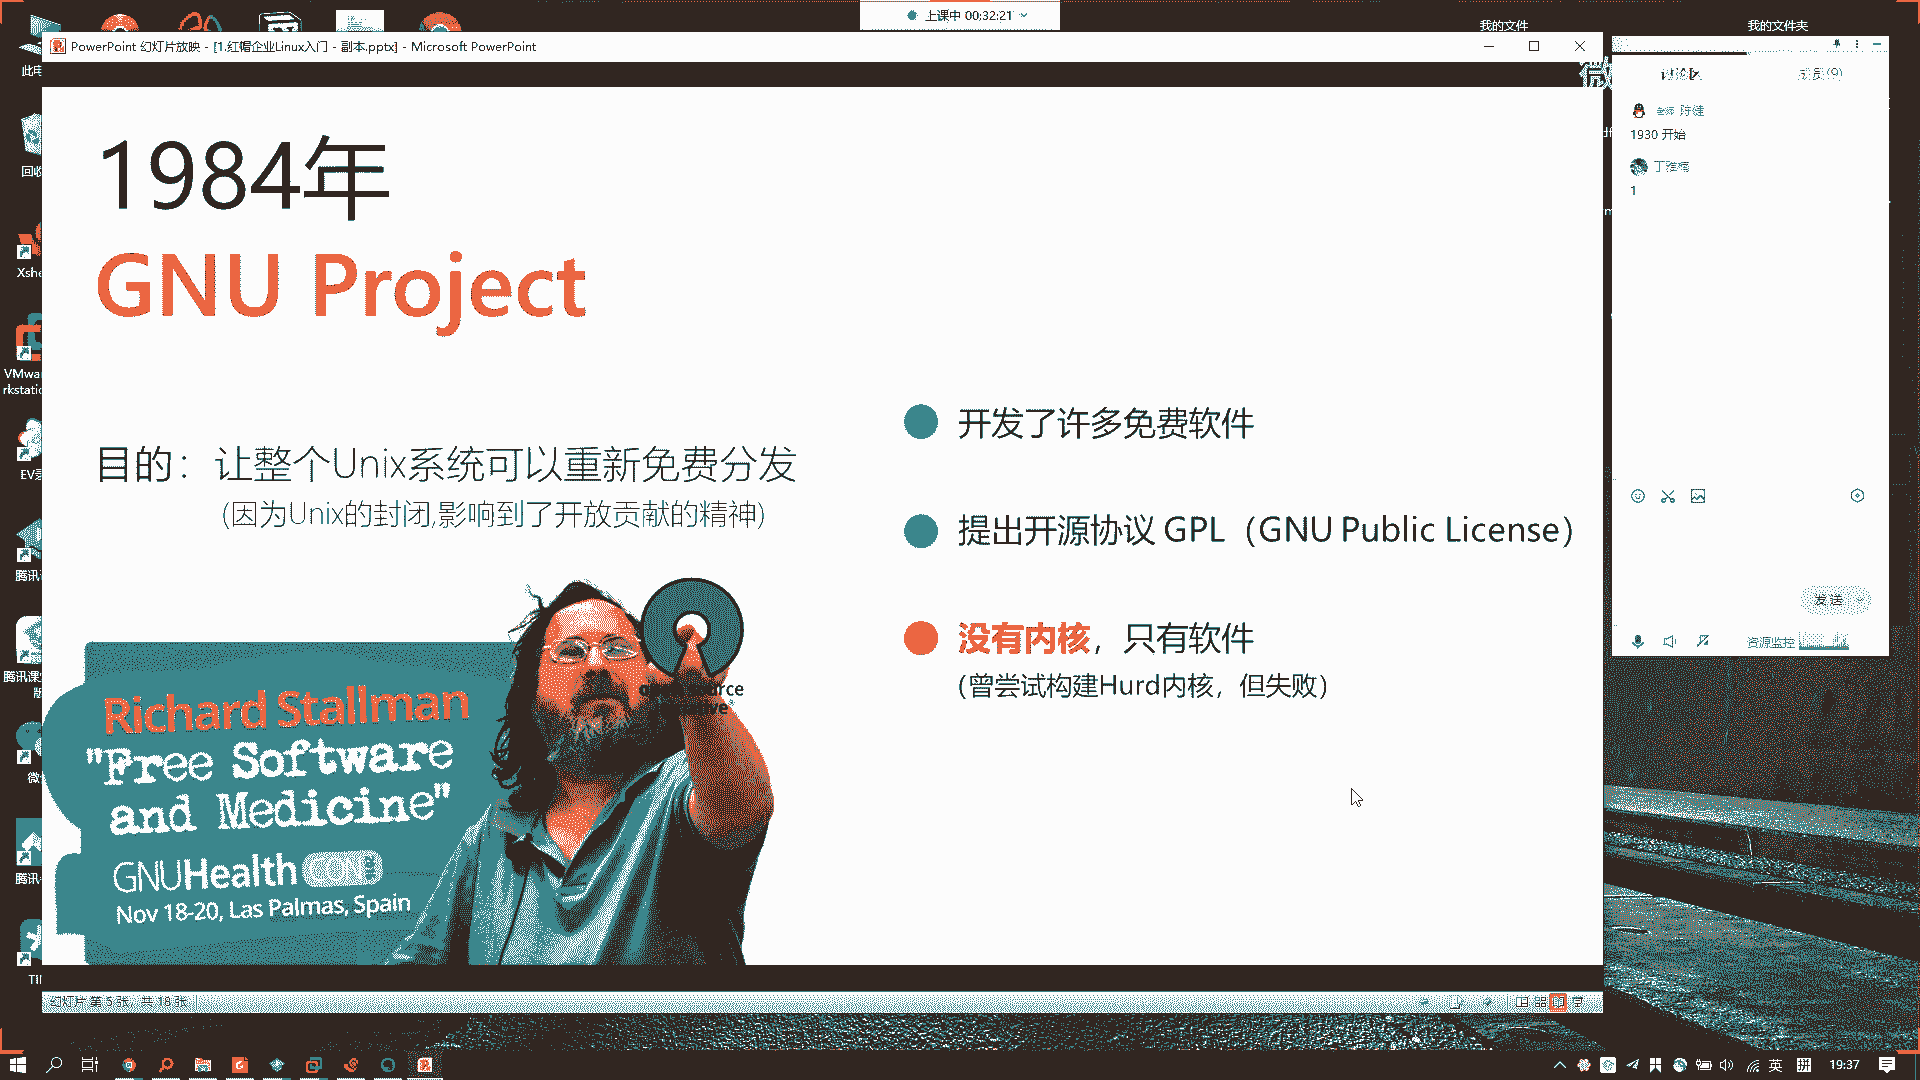 上课中 00:32:21
我的文件
我的文件夹
PowerPoint 幻灯片放映 - [1.红帽企业Linux入门 - 副本.pptx] - Microsoft PowerPoint
讨论区
成员(9)
陈键
1930 开始
1
1984年
GNU Project
目的：让整个Unix系统可以重新免费分发
(因为Unix的封闭,影响到了开放贡献的精神)
开发了许多免费软件
提出开源协议 GPL（GNU Public License）
没有内核，只有软件
（曾尝试构建Hurd内核，但失败）
Richard Stallman
"Free Software
and Medicine"
GNUHealth CON
Nov 18-20, Las Palmas, Spain
回收
Xshe
VMwa
rkstatic
EV
腾讯
腾讯课
版
微
腾讯
TI
发送
资源监控
幻灯片 第 5 张，共 18 张
英
拼
19:37